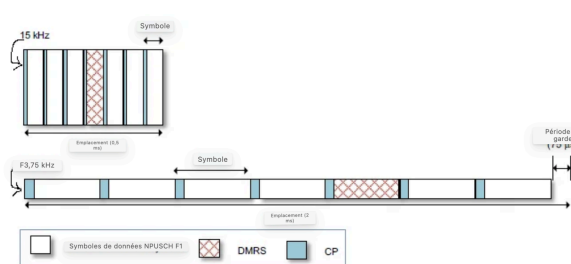 Symbole
15 kHz
Emplacement (0,5
ms)
Période
garde
(75 µ
F3,75 kHz
Symbole
Emplacement (2
ms)
Symboles de données NPUSCH F1
DMRS
CP